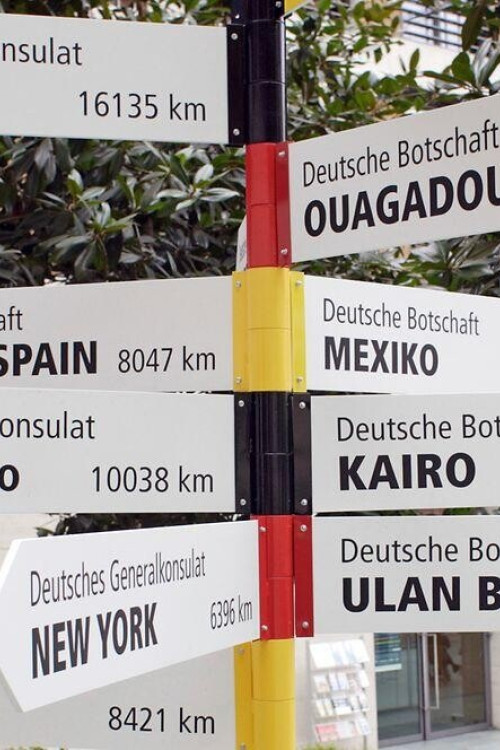 nsulat
16135 km
Deutsche Botschaft
OUAGADOU
aft
SPAIN 8047 km
Deutsche Botschaft
MEXIKO
onsulat
O 10038 km
Deutsche Bot
KAIRO
Deutsches Generalkonsulat
NEW YORK 6396 km
Deutsche Bo
ULAN B
8421 km